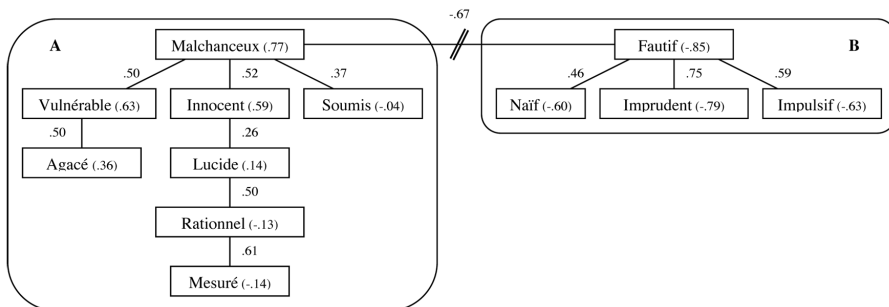 -.67
A
Malchanceux (.77)
Fautif (-.85)
B
.50
.52
.37
.46
.75
.59
Vulnérable (.63)
Innocent (.59)
Soumis (-.04)
Naïf (-.60)
Imprudent (-.79)
Impulsif (-.63)
.50
.26
Agacé (.36)
Lucide (.14)
.50
Rationnel (-.13)
.61
Mesuré (-.14)